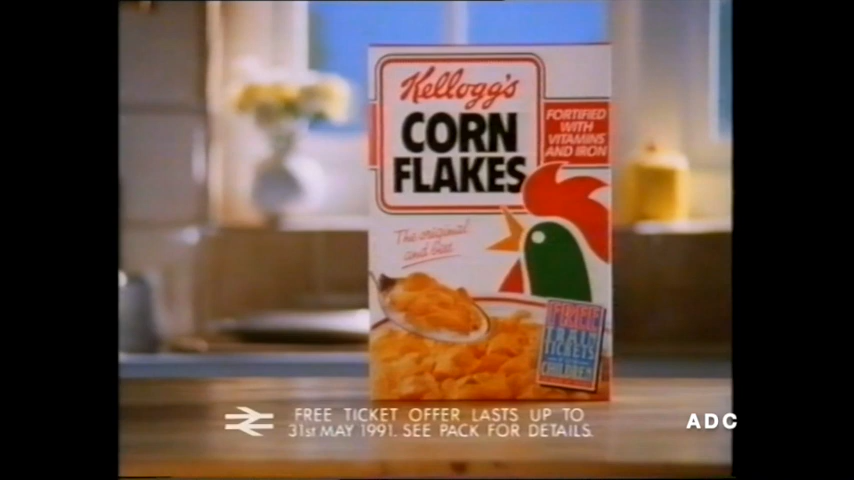 Kellogg's
CORN
FLAKES
FORTIFIED
WITH
VITAMINS
AND IRON
The original
and best
FREE
TRAIN
TICKETS
CHILDREN
FREE TICKET OFFER LASTS UP TO
31st MAY 1991. SEE PACK FOR DETAILS.
ADC